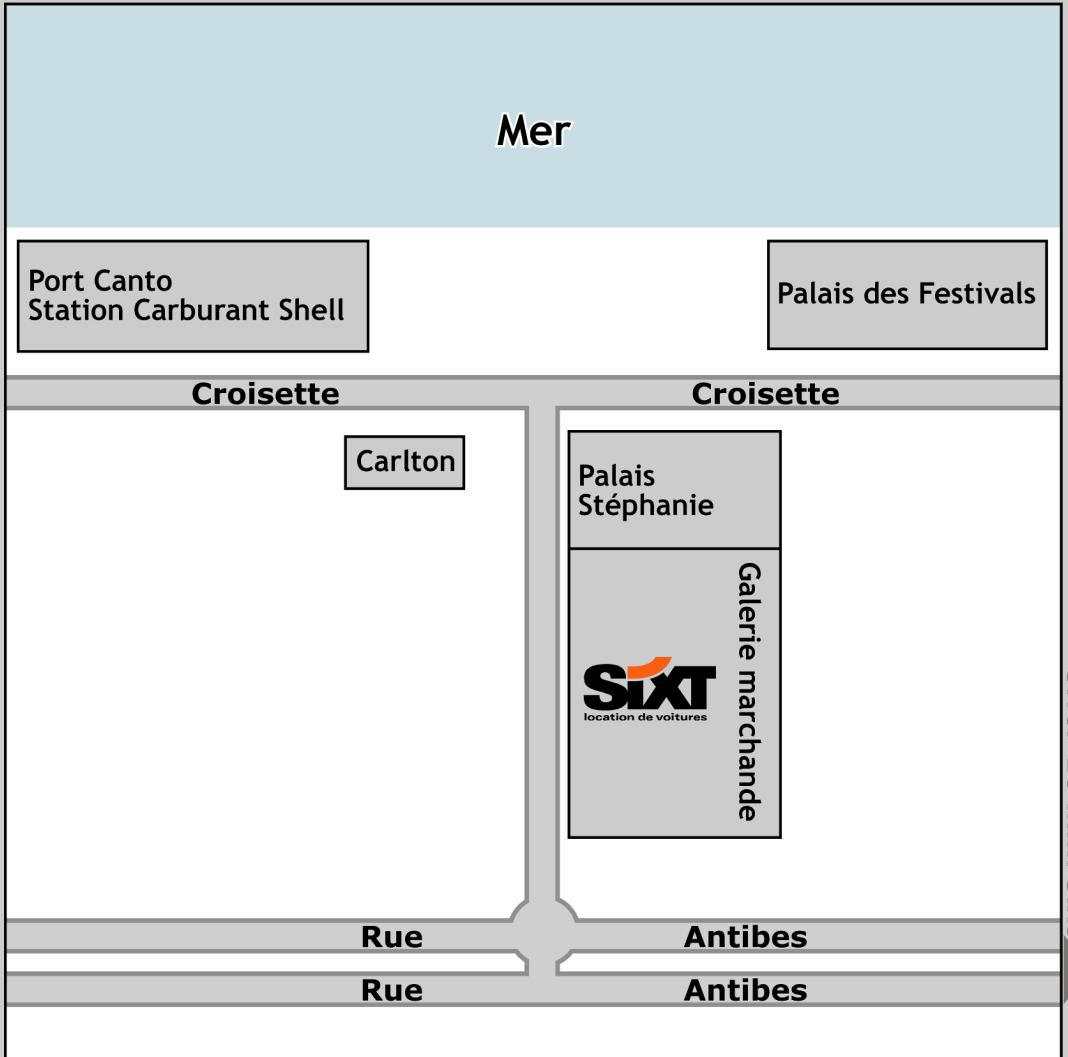 Mer
Port Canto
Station Carburant Shell
Palais des Festivals
Croisette
Croisette
Carlton
Palais
Stéphanie
Galerie marchande
SIXT
location de voitures
Rue
Antibes
Rue
Antibes